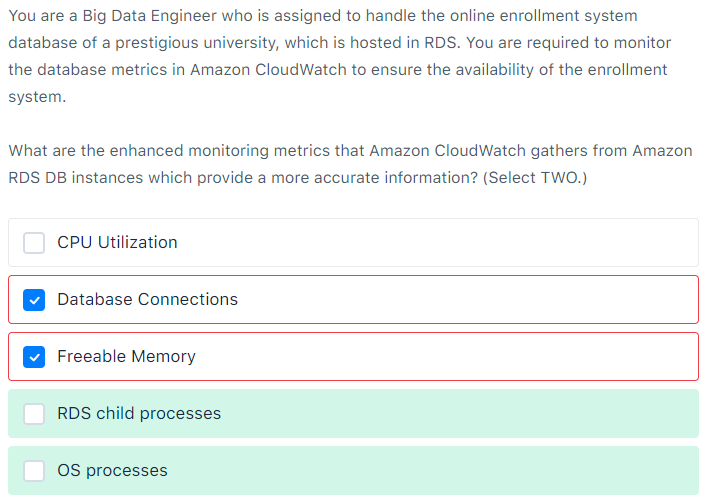 You are a Big Data Engineer who is assigned to handle the online enrollment system
database of a prestigious university, which is hosted in RDS. You are required to monitor
the database metrics in Amazon CloudWatch to ensure the availability of the enrollment
system.
What are the enhanced monitoring metrics that Amazon CloudWatch gathers from Amazon
RDS DB instances which provide a more accurate information? (Select TWO.)
CPU Utilization
Database Connections
Freeable Memory
RDS child processes
OS processes